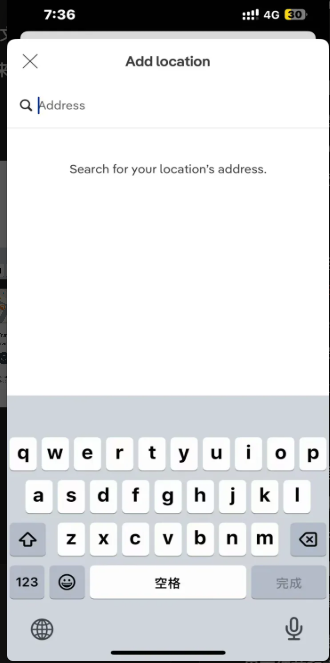 7:36
4G 30
Add location
Address
Search for your location's address.
q w e r t y u i o p
a s d f g h j k l
z x c v b n m
123 空格 完成